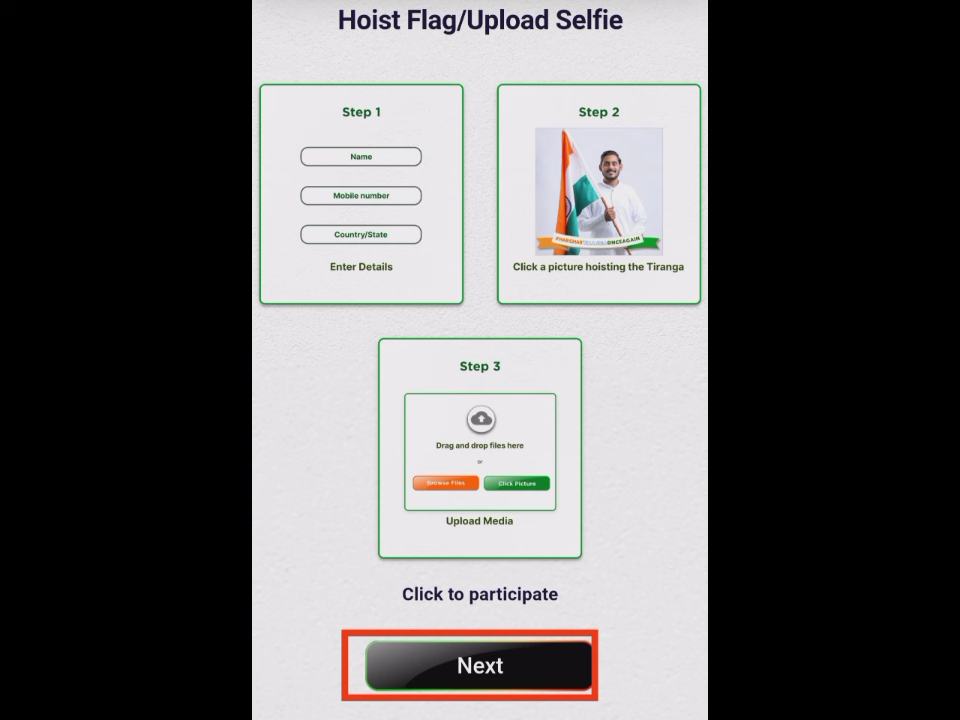 Hoist Flag/Upload Selfie
Step 1
Name
Mobile number
Country/State
Enter Details
Step 2
ONCEAGAIN
Click a picture hoisting the Tiranga
Step 3
Drag and drop files here
or
Browse Files
Click Picture
Upload Media
Click to participate
Next